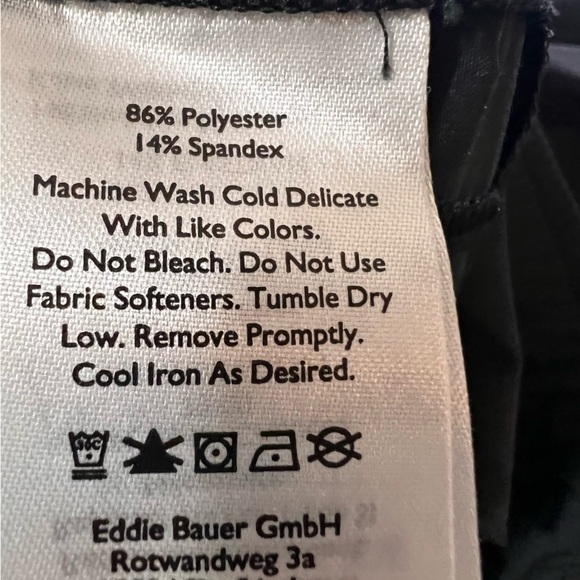 86% Polyester
14% Spandex
Machine Wash Cold Delicate
With Like Colors.
Do Not Bleach. Do Not Use
Fabric Softeners. Tumble Dry
Low. Remove Promptly.
Cool Iron As Desired.
Eddie Bauer GmbH
Rotwandweg 3a